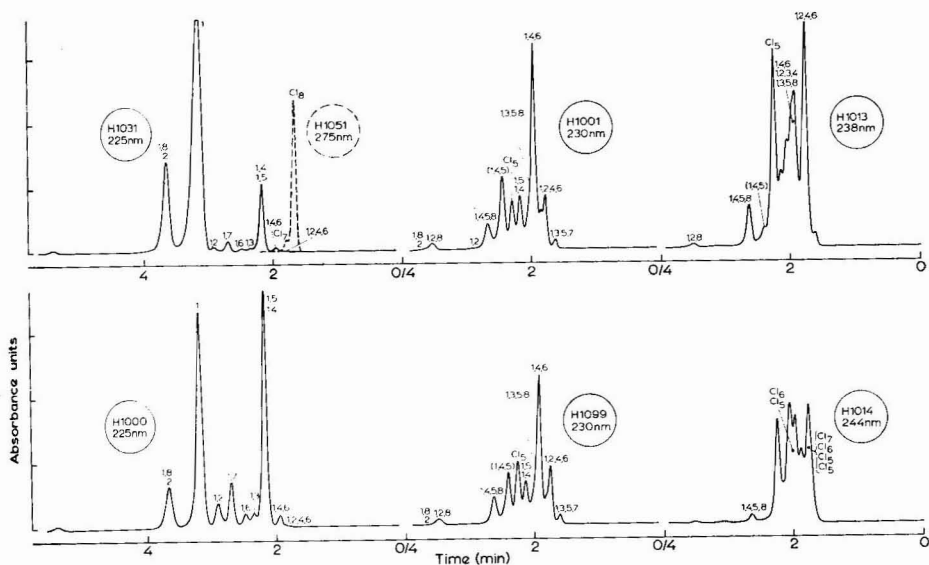 1
1,8
2
H1031
225nm
1,2
1,7
1,6 1,3
1,4
1,5
1,4,6
Cl7
1,2,4,6
Cl8
H1051
275nm
1,8
2
1,2,8
1,2
1,4,5,8
(1,4,5)
Cl5
1,5
1,4
1,3,5,8
1,4,6
1,2,4,6
1,3,5,7
H1001
230nm
1,2,8
1,4,5,8
(1,4,5)
Cl5
1,4,6
1,2,3,4
1,3,5,8
1,2,4,6
H1013
238nm
4
2
0/4
2
0/4
2
0
Absorbance units
H1000
225nm
1,8
2
1
1,2
1,7
1,6
1,3
1,5
1,4
1,4,6
1,2,4,6
1,8
2
1,2,8
1,4,5,8
(1,4,5)
Cl5
1,5
1,4
1,3,5,8
1,4,6
1,2,4,6
1,3,5,7
H1099
230nm
1,4,5,8
Cl6
Cl5
Cl7
Cl6
Cl5
Cl5
H1014
244nm
4
2
0/4
2
0/4
2
0
Time (min)